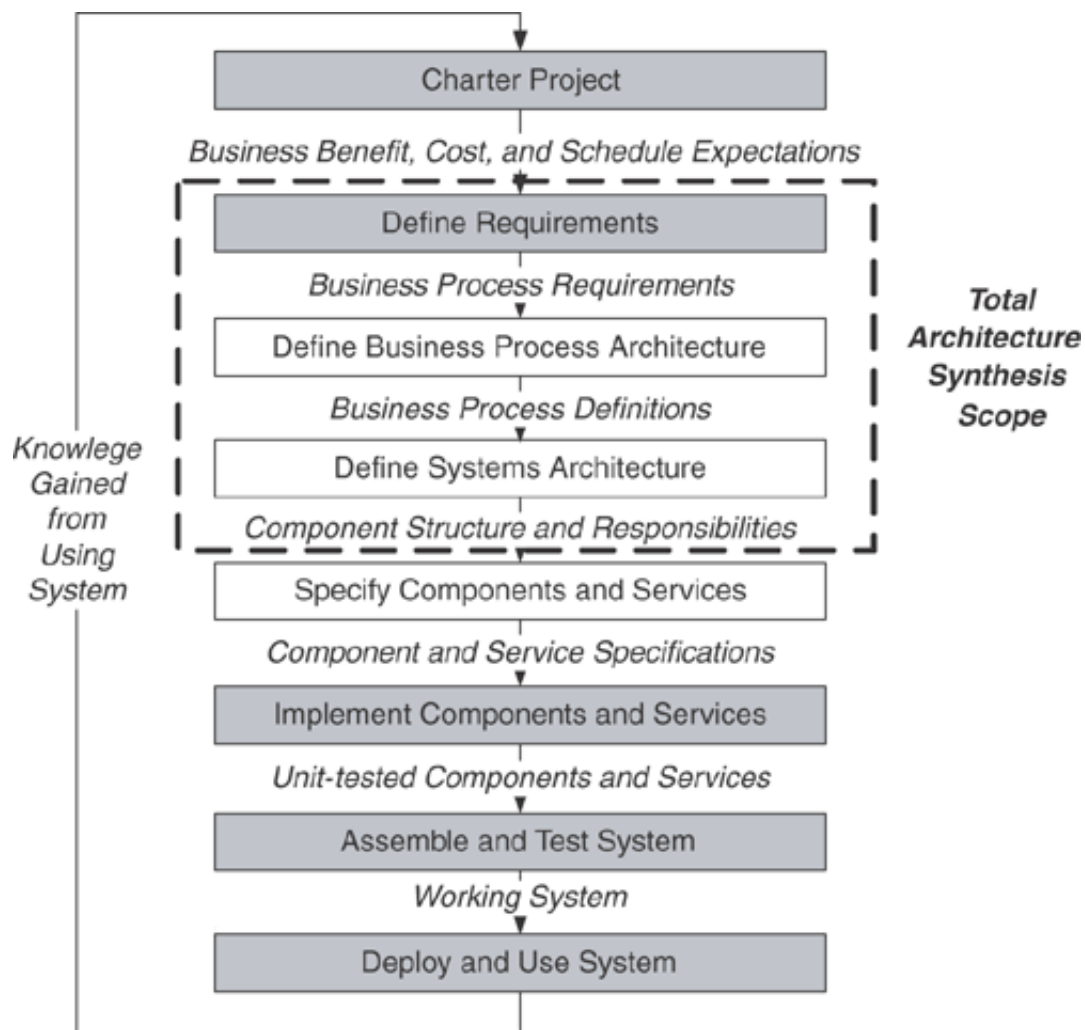 Charter Project
Business Benefit, Cost, and Schedule Expectations
Define Requirements
Business Process Requirements
Define Business Process Architecture
Business Process Definitions
Define Systems Architecture
Component Structure and Responsibilities
Specify Components and Services
Component and Service Specifications
Implement Components and Services
Unit-tested Components and Services
Assemble and Test System
Working System
Deploy and Use System
Knowlege
Gained
from
Using
System
Total
Architecture
Synthesis
Scope